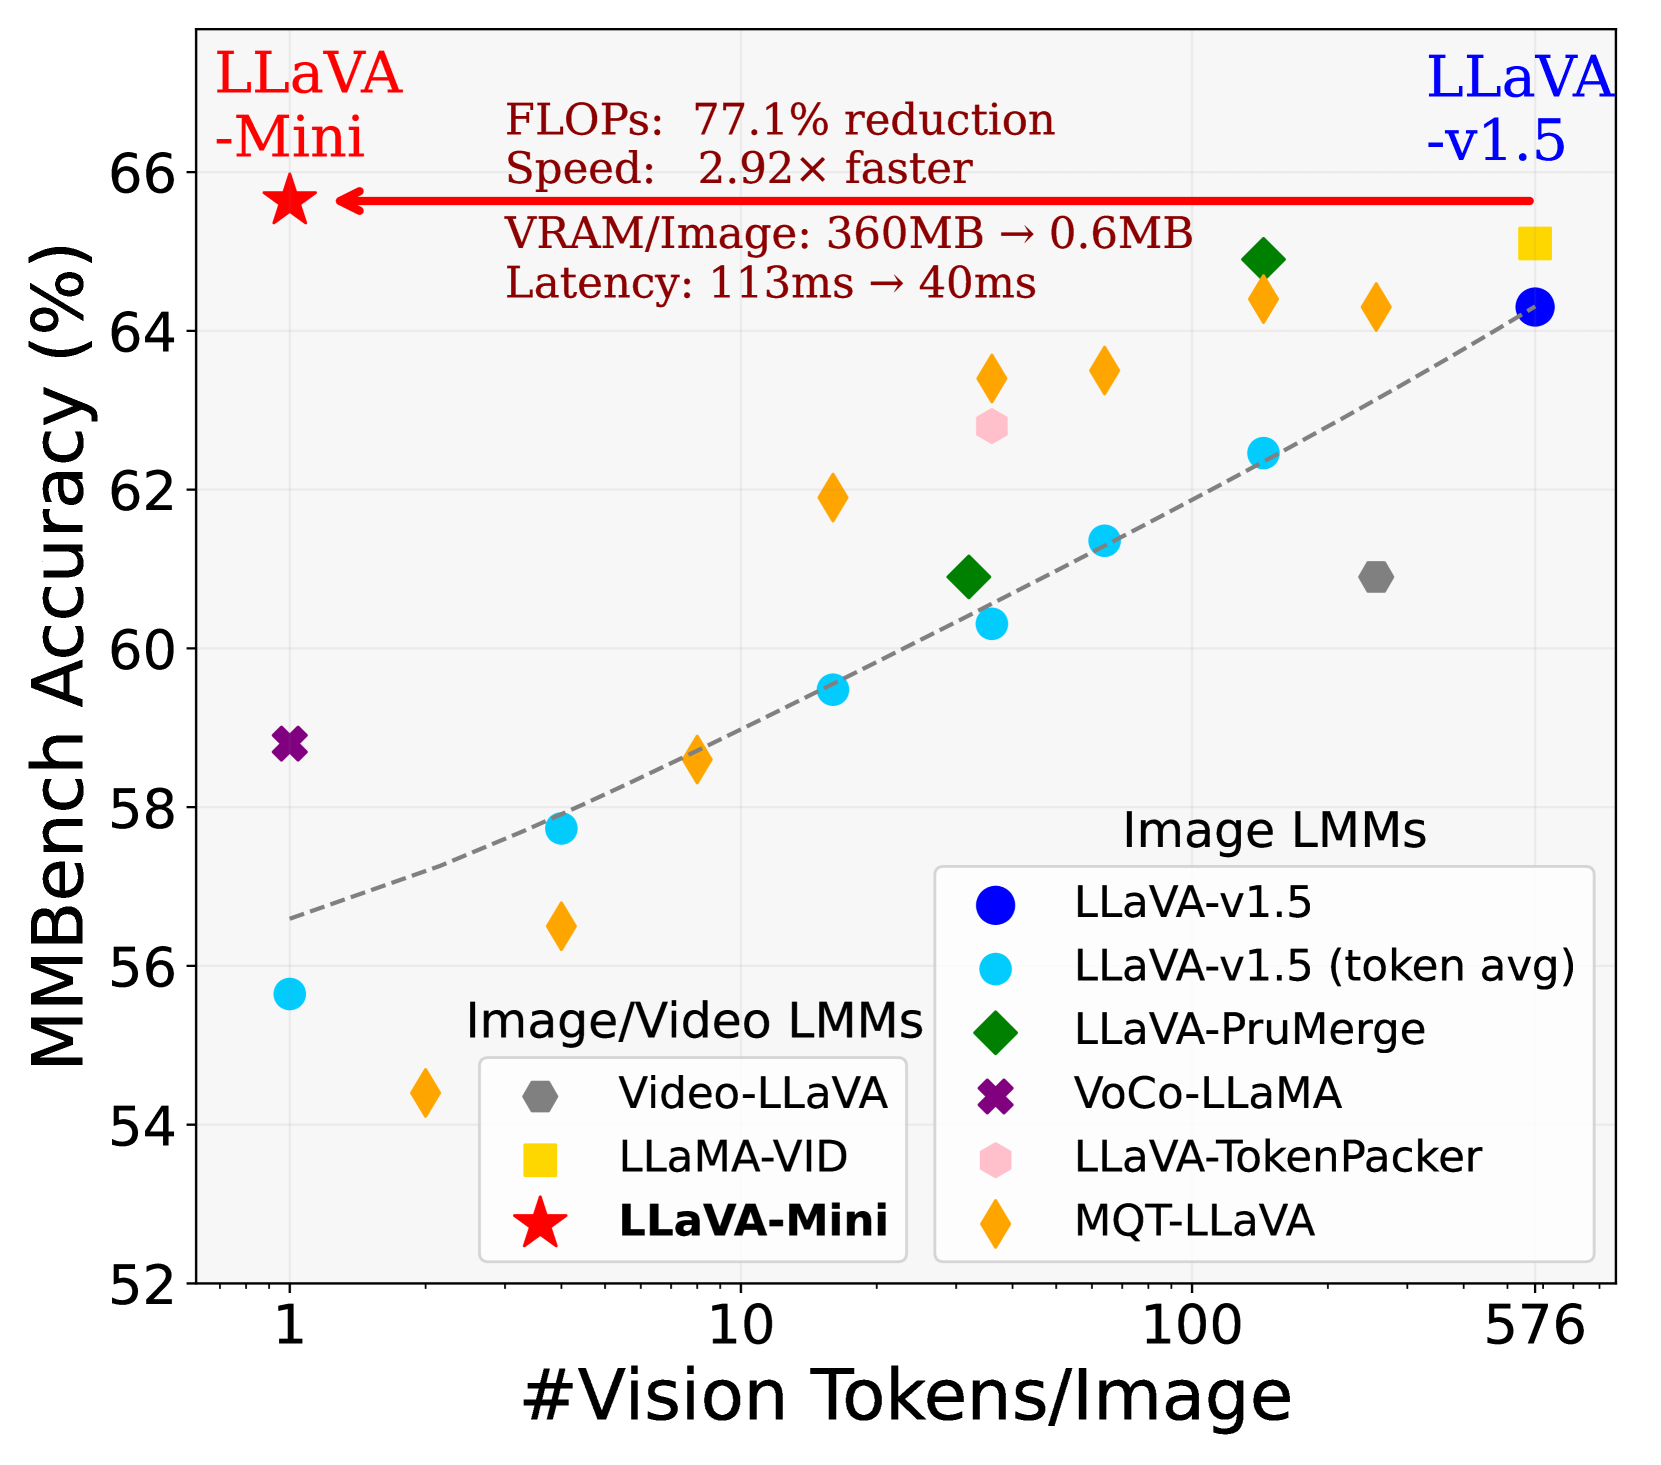 LLaVA
-Mini
LLaVA
-v1.5
FLOPs: 77.1% reduction
Speed: 2.92× faster
VRAM/Image: 360MB → 0.6MB
Latency: 113ms → 40ms
MMBench Accuracy (%)
66
64
62
60
58
56
54
52
Image/Video LMMs
Video-LLaVA
LLaMA-VID
LLaVA-Mini
Image LMMs
LLaVA-v1.5
LLaVA-v1.5 (token avg)
LLaVA-PruMerge
VoCo-LLaMA
LLaVA-TokenPacker
MQT-LLaVA
1 10 100 576
#Vision Tokens/Image